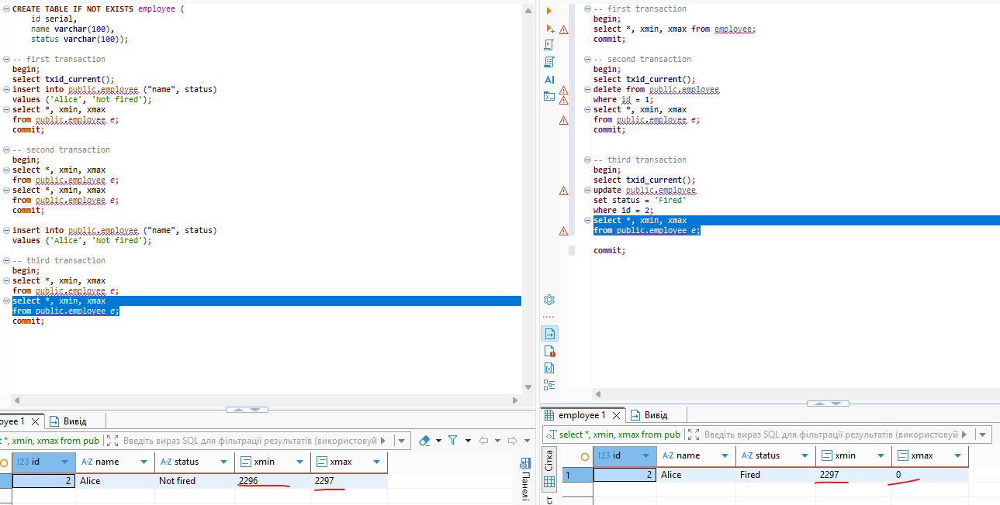 CREATE TABLE IF NOT EXISTS employee (
id serial,
name varchar(100),
status varchar(100));
-- first transaction
begin;
select txid_current();
insert into public.employee ("name", status)
values ('Alice', 'Not fired');
select *, xmin, xmax
from public.employee e;
commit;
-- second transaction
begin;
select *, xmin, xmax
from public.employee e;
select *, xmin, xmax
from public.employee e;
commit;
insert into public.employee ("name", status)
values ('Alice', 'Not fired');
-- third transaction
begin;
select *, xmin, xmax
from public.employee e;
select *, xmin, xmax
from public.employee e;
commit;
oyee 1
Вивід
t *, xmin, xmax from pub
Введіть вираз SQL для фільтрації результатів (використовуй
123 id
A-Z name
A-Z status
xmin
xmax
2
Alice
Not fired
2296
2297
Панелі
AI
-- first transaction
begin;
select *, xmin, xmax from employee;
commit;
-- second transaction
begin;
select txid_current();
delete from public.employee
where id = 1;
select *, xmin, xmax
from public.employee e;
commit;
-- third transaction
begin;
select txid_current();
update public.employee
set status = 'Fired'
where id = 2;
select *, xmin, xmax
from public.employee e;
commit;
employee 1
Вивід
select *, xmin, xmax from pub
Введіть вираз SQL для фільтрації результатів (використовуй
Сітка
ст
123 id
A-Z name
A-Z status
xmin
xmax
1
2
Alice
Fired
2297
0